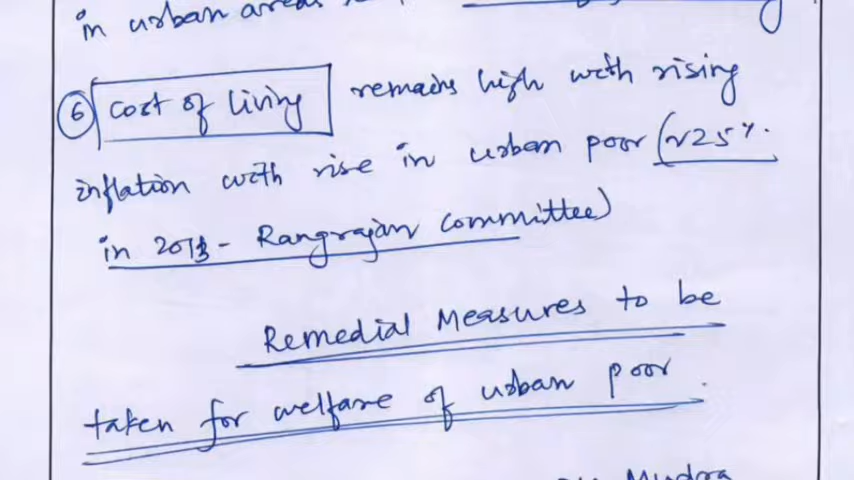 in urban areas
⑥ cost of living remains high with rising
inflation with rise in urban poor (~25%.
in 2013 - Rangrajan committee)
Remedial Measures to be
taken for welfare of urban poor.
Mudra